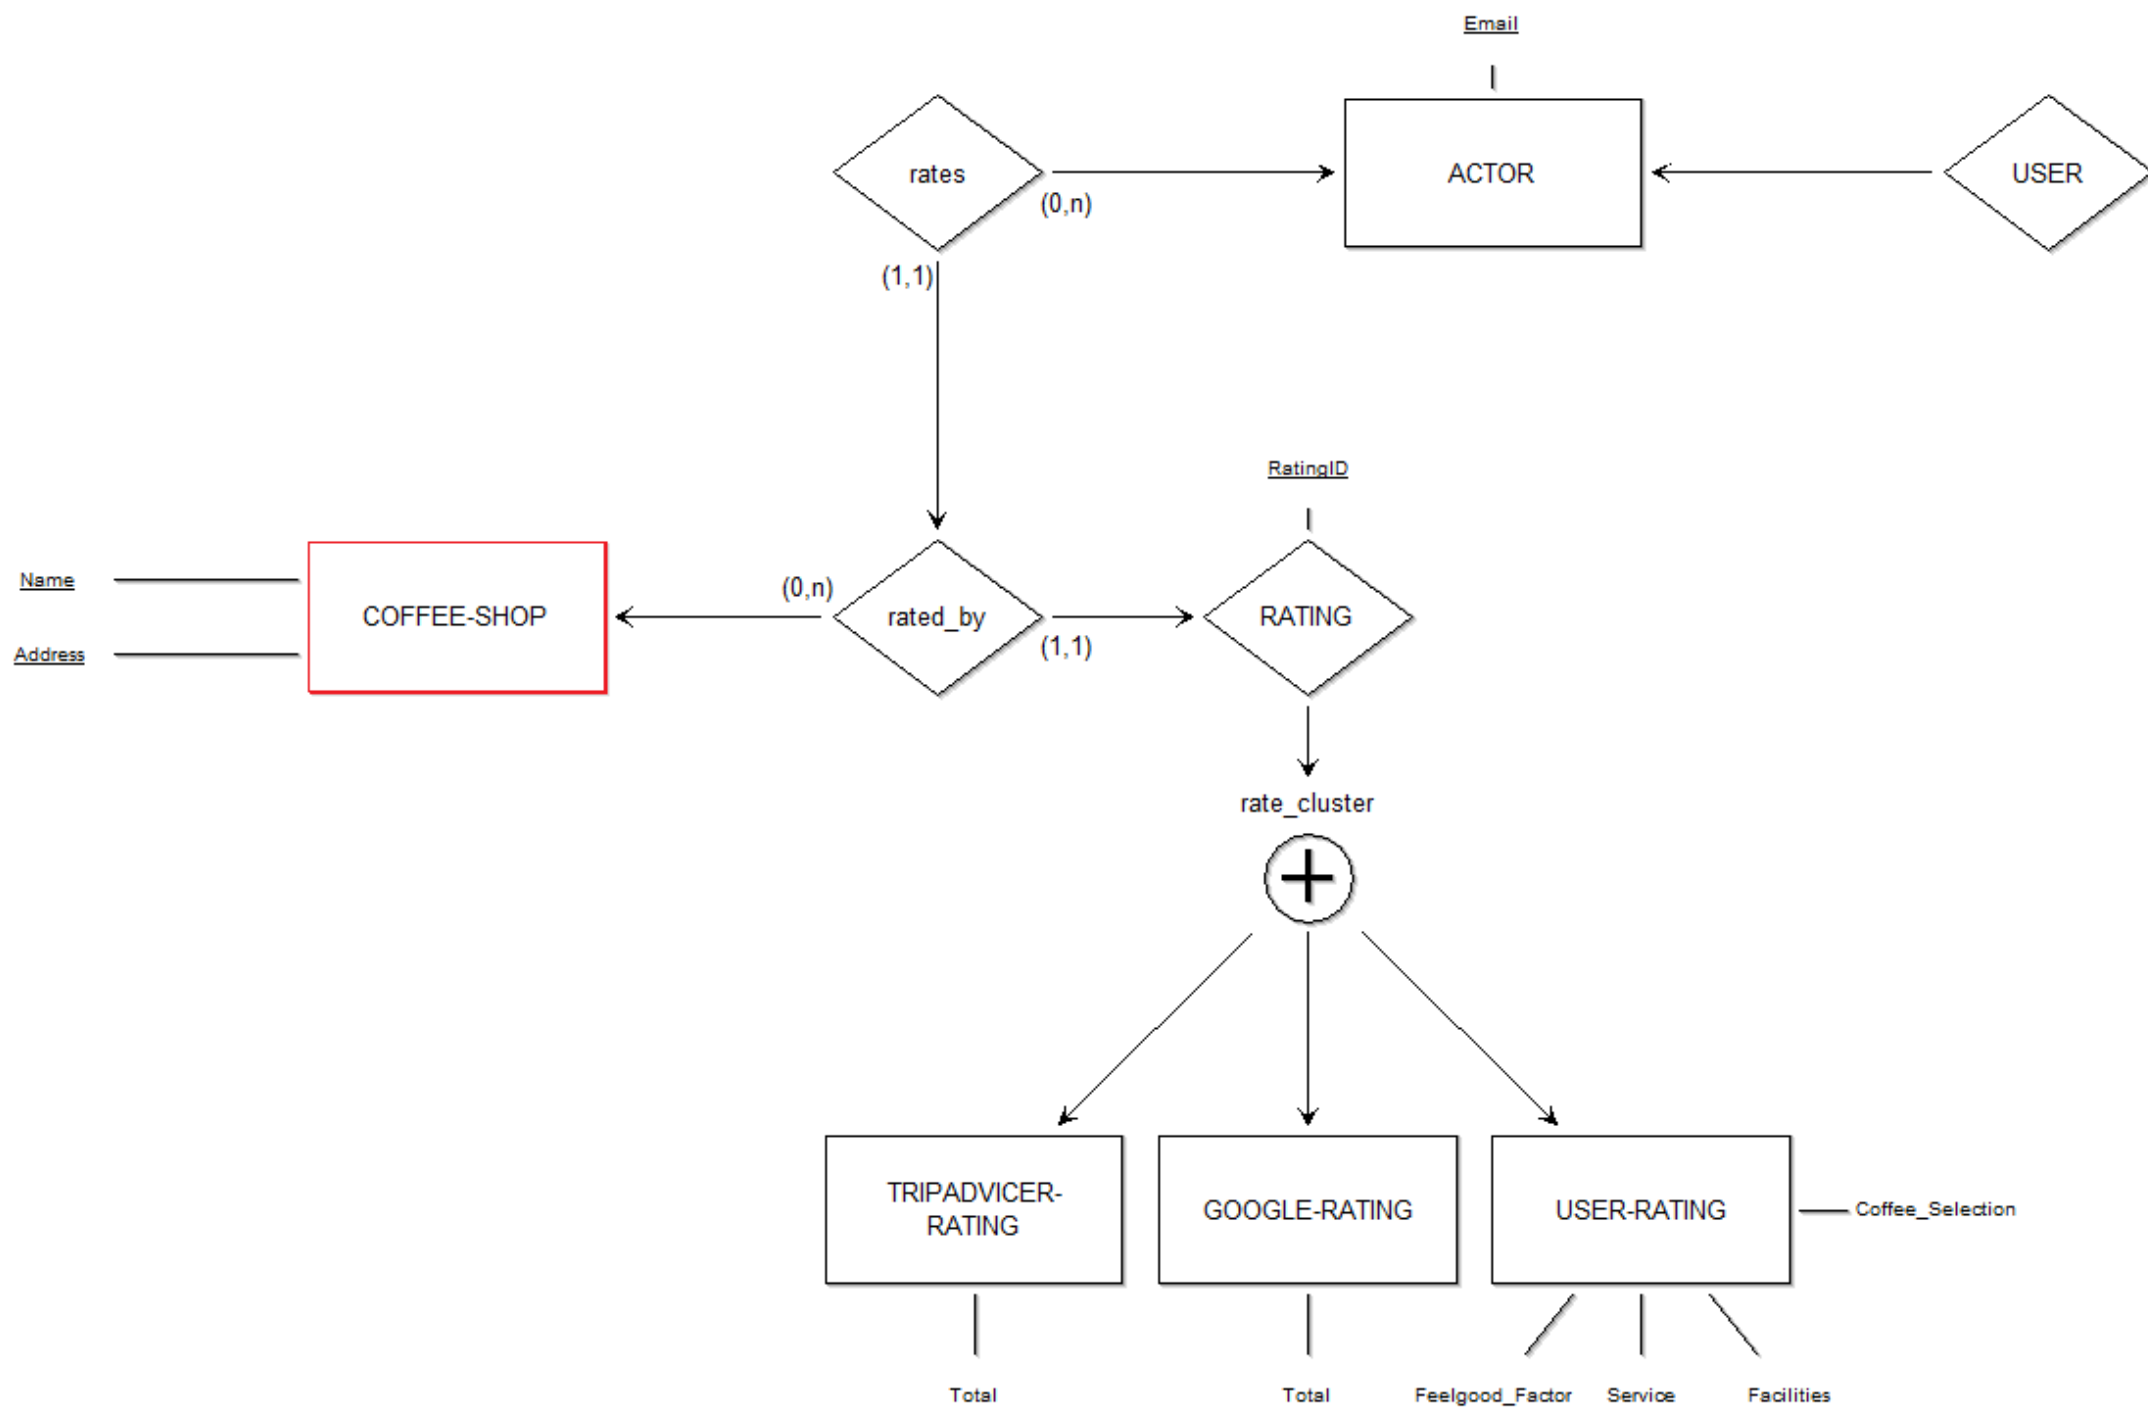 Email
rates
ACTOR
USER
(0,n)
(1,1)
RatingID
Name
COFFEE-SHOP
(0,n)
rated_by
RATING
(1,1)
Address
rate_cluster
TRIPADVICER-
RATING
GOOGLE-RATING
USER-RATING
Coffee_Selection
Total
Total
Feelgood_Factor
Service
Facilities